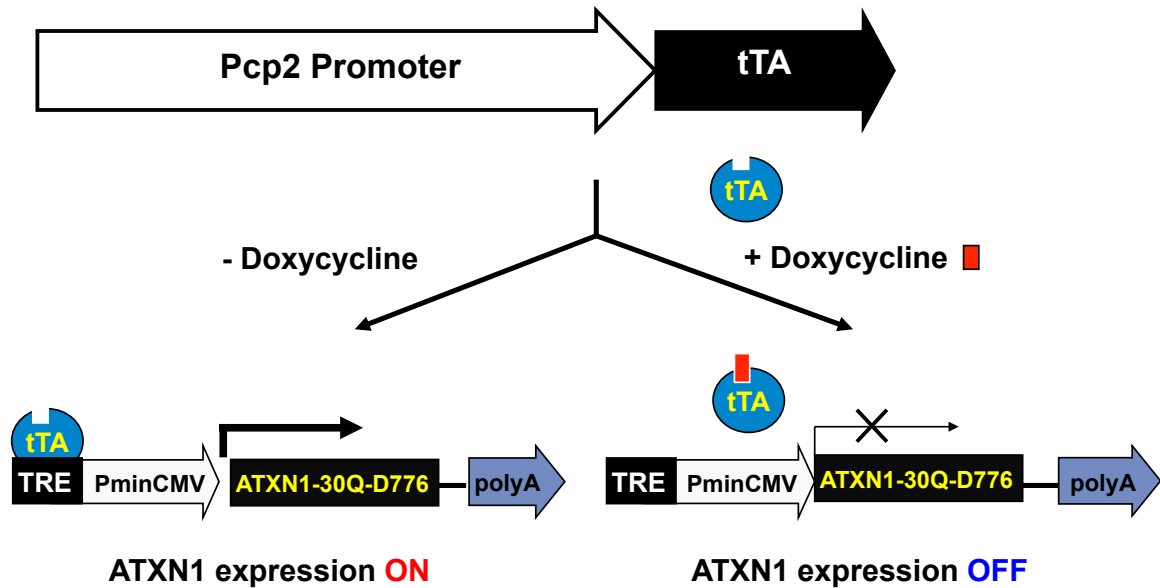 Pcp2 Promoter
tTA
tTA
- Doxycycline
+ Doxycycline
tTA
TRE
PminCMV
ATXN1-30Q-D776
polyA
ATXN1 expression ON
tTA
TRE
PminCMV
ATXN1-30Q-D776
polyA
ATXN1 expression OFF